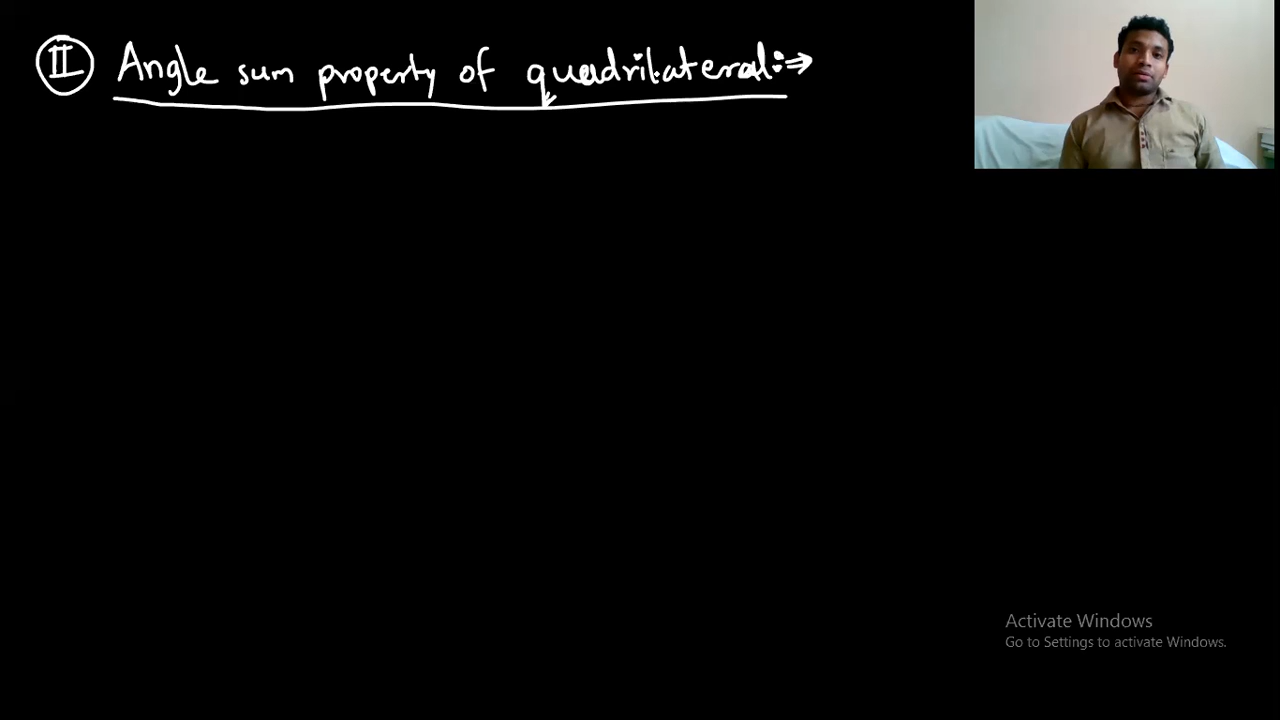 II Angle sum property of quadrilateral:⇒
Activate Windows
Go to Settings to activate Windows.